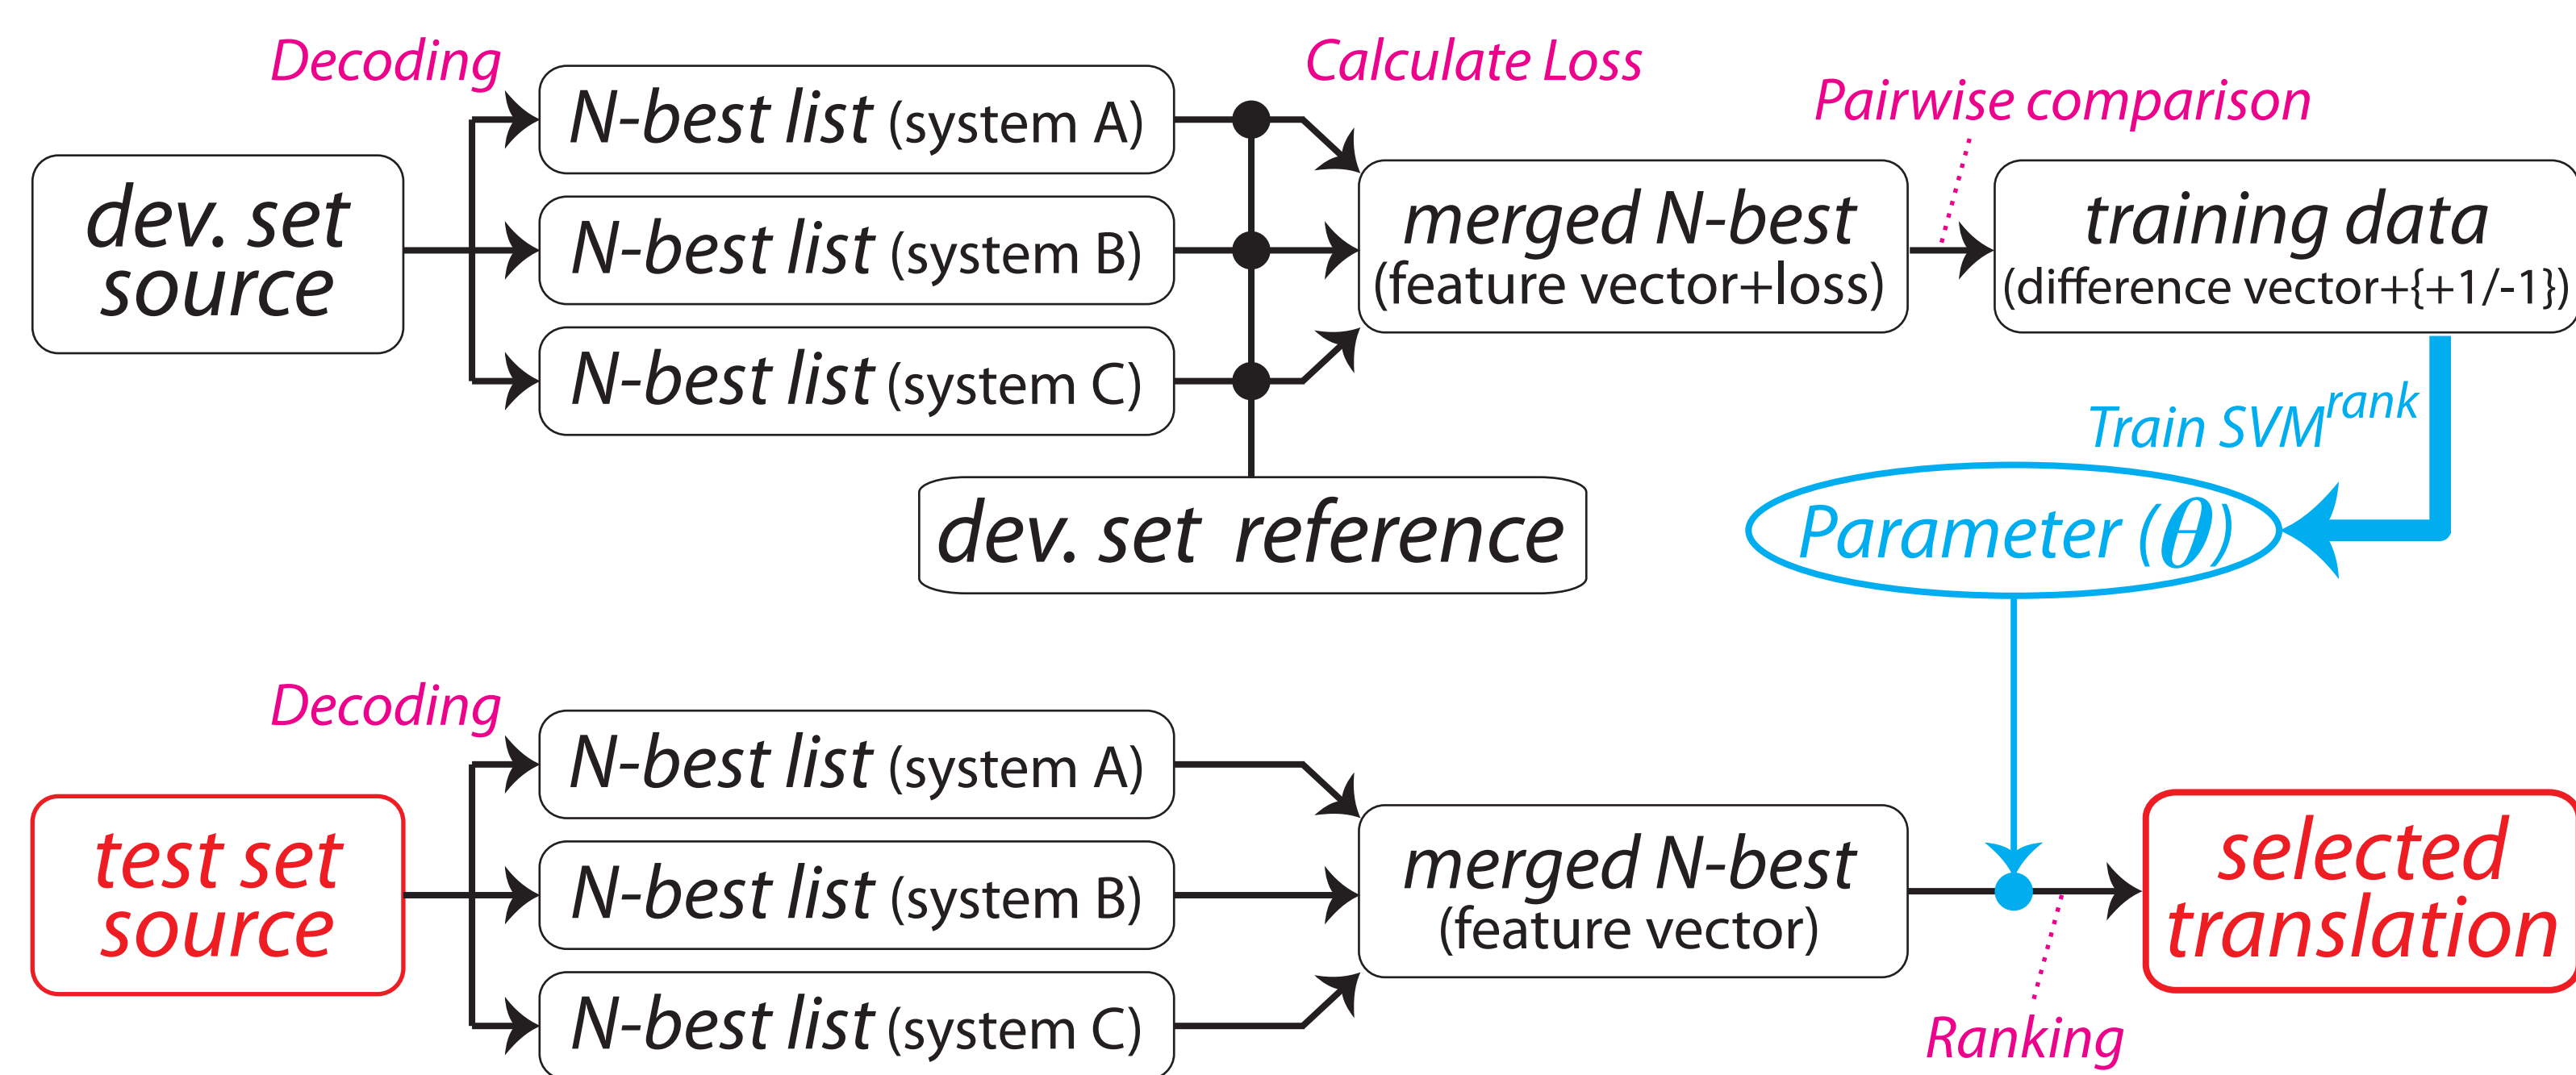 Decoding
Calculate Loss
Pairwise comparison
N-best list (system A)
N-best list (system B)
N-best list (system C)
dev. set
source
merged N-best
(feature vector+loss)
training data
(difference vector+{+1/-1})
dev. set reference
Train SVM^rank
Parameter (θ)
Decoding
N-best list (system A)
N-best list (system B)
N-best list (system C)
test set
source
merged N-best
(feature vector)
selected
translation
Ranking